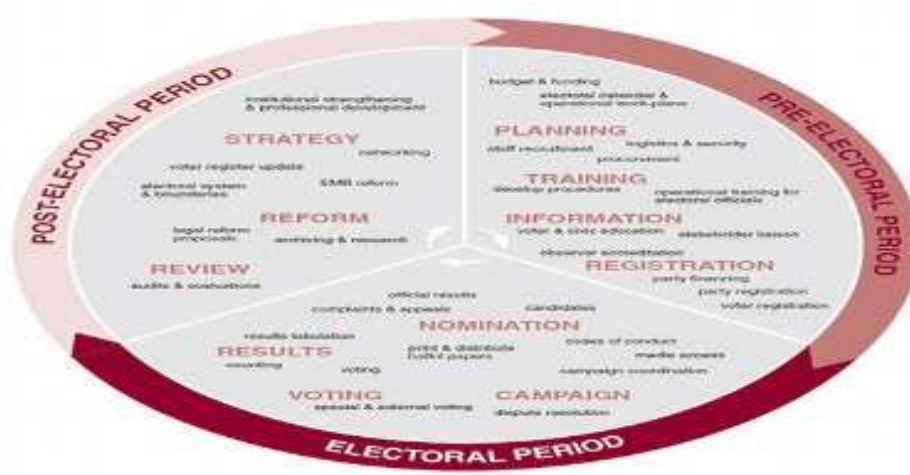 POST-ELECTORAL PERIOD
institutional strengthening
& professional development
STRATEGY
networking
voter register update
electoral system
& boundaries
EMB reform
REFORM
legal reform
proposals
archiving & research
REVIEW
audits & evaluations
PRE-ELECTORAL PERIOD
budget & funding
electoral calendar &
operational work-plans
PLANNING
staff recruitment
logistics & security
procurement
TRAINING
develop procedures
operational training for
electoral officials
INFORMATION
voter & civic education
stakeholder liaison
observer accreditation
REGISTRATION
party financing
party registration
voter registration
ELECTORAL PERIOD
official results
complaints & appeals
candidates
NOMINATION
results tabulation
print & distribute
ballot papers
codes of conduct
RESULTS
media access
counting
voting
campaign coordination
VOTING
CAMPAIGN
special & external voting
dispute resolution